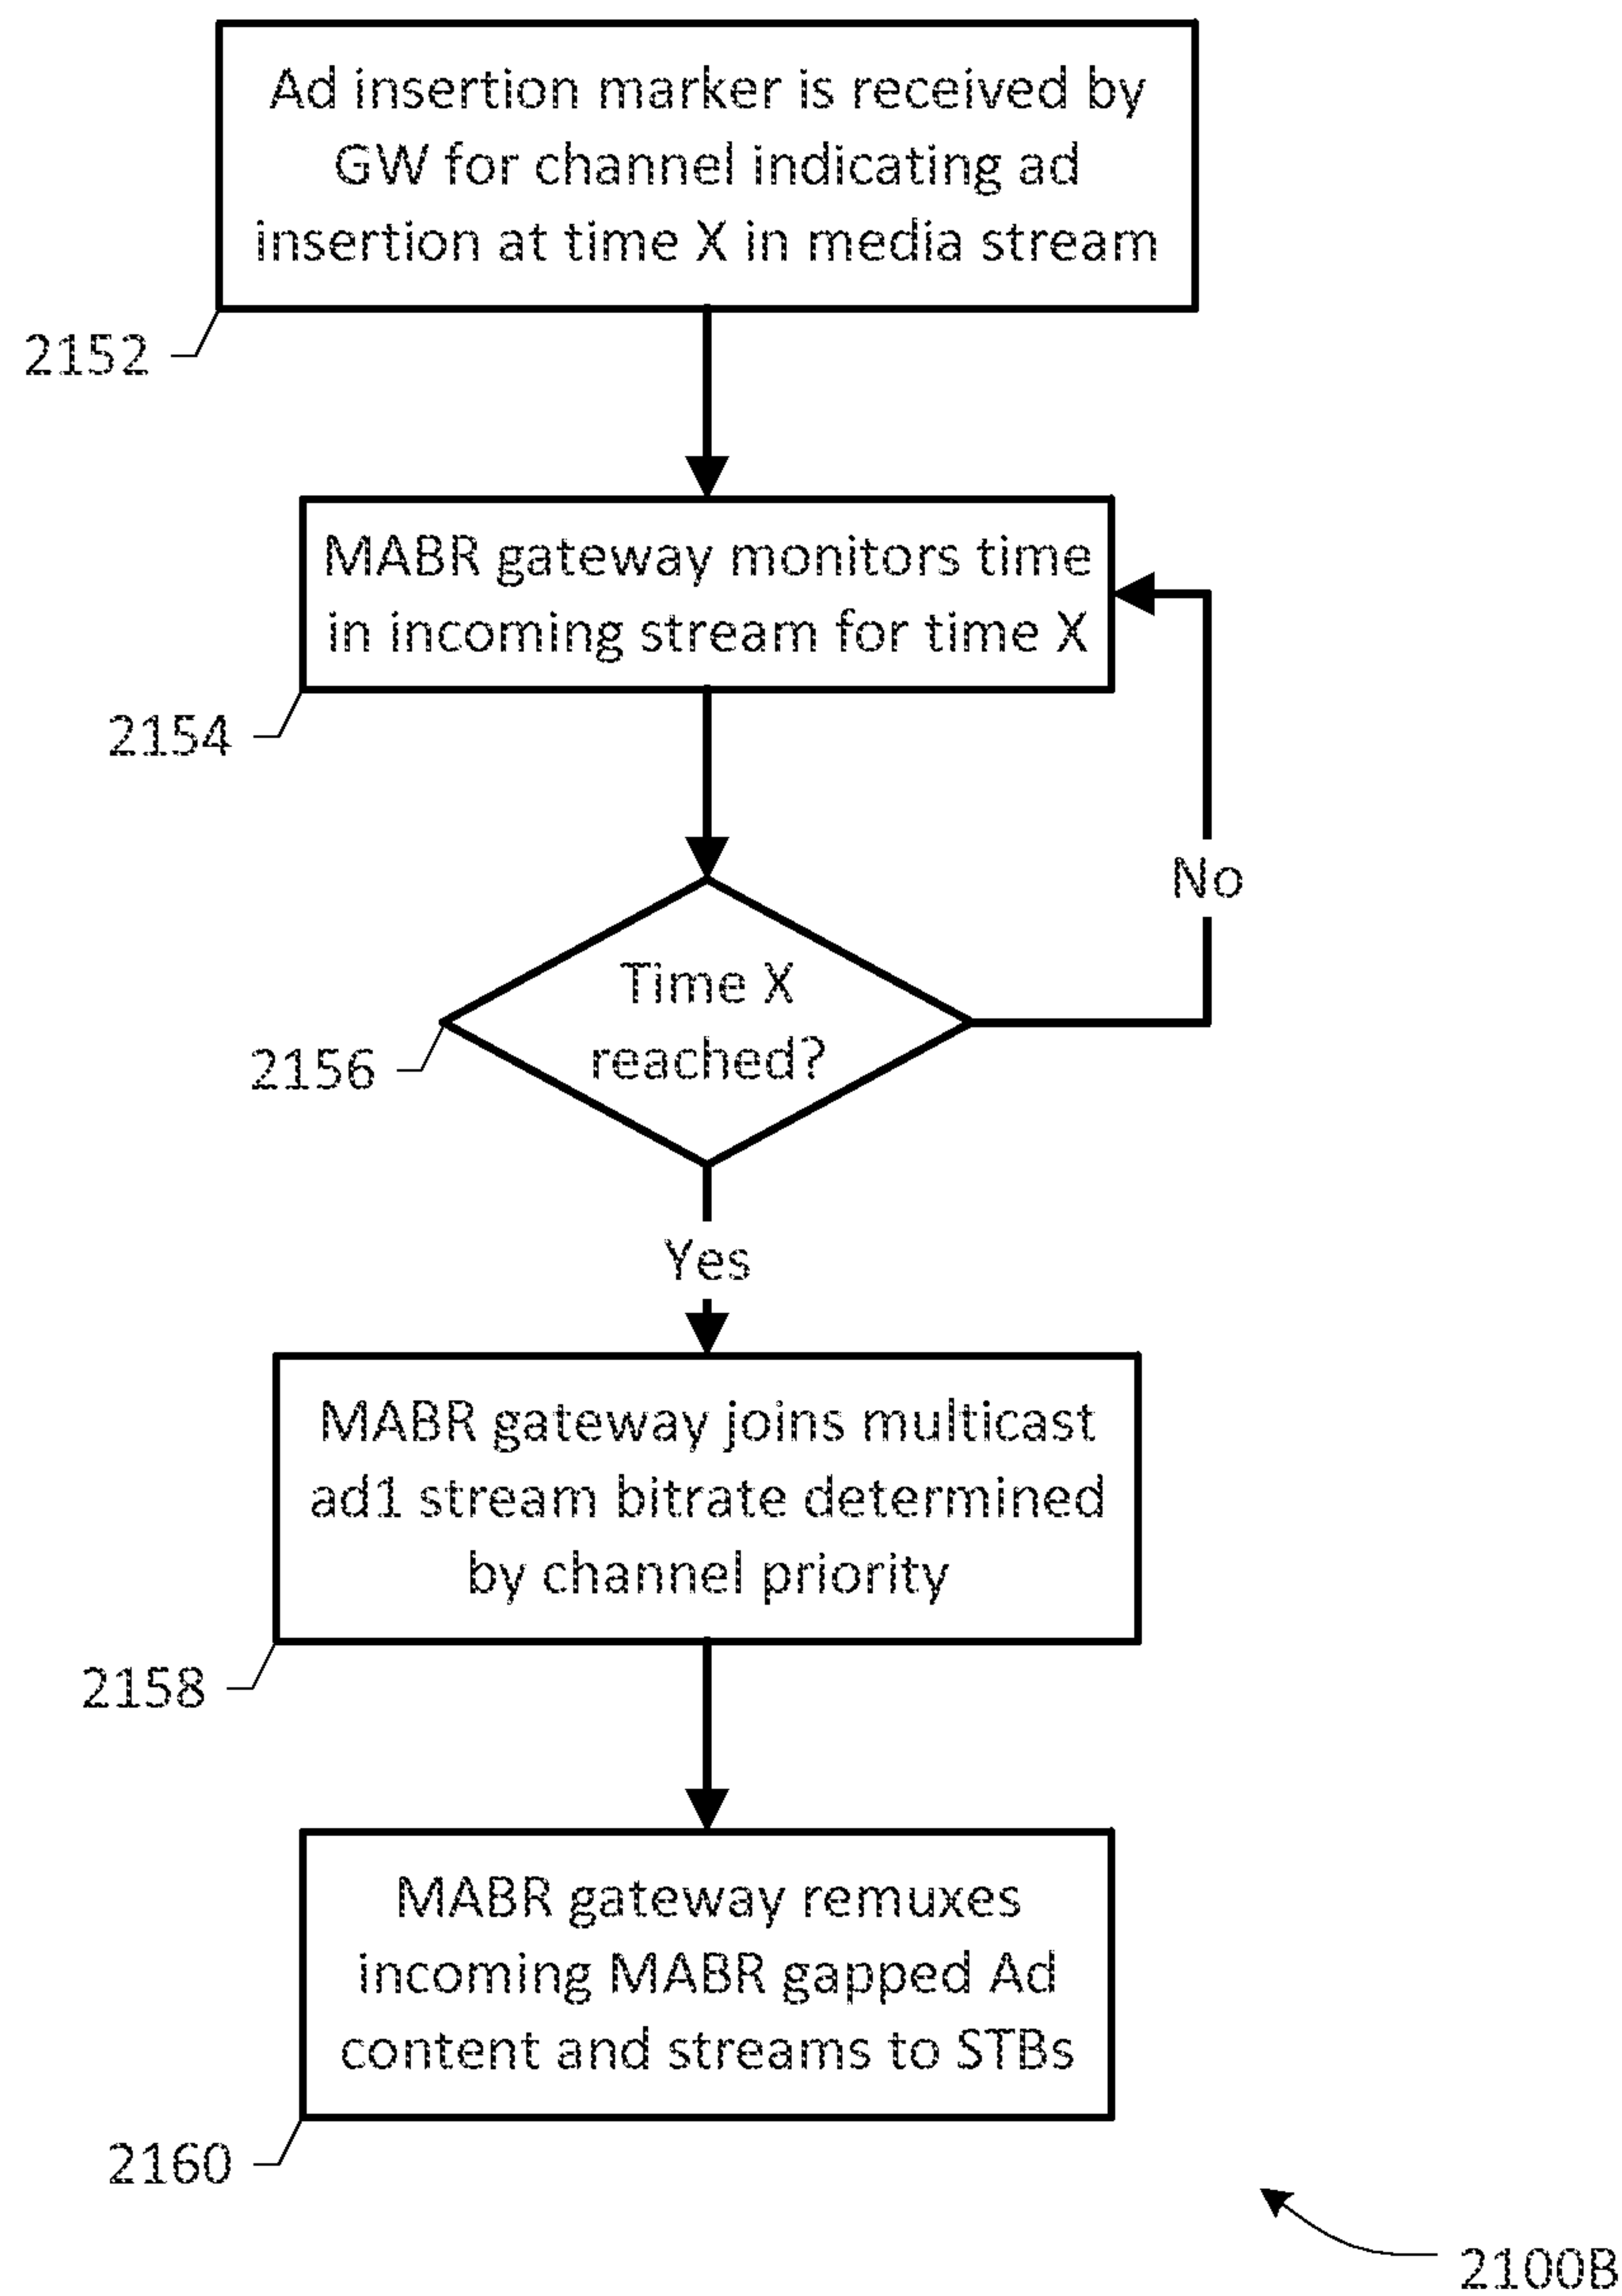 Ad insertion marker is received by
GW for channel indicating ad
insertion at time X in media stream
2152
MABR gateway monitors time
in incoming stream for time X
2154
No
Time X
reached?
2156
Yes
MABR gateway joins multicast
ad1 stream bitrate determined
by channel priority
2158
MABR gateway remuxes
incoming MABR gapped Ad
content and streams to STBs
2160
2100B